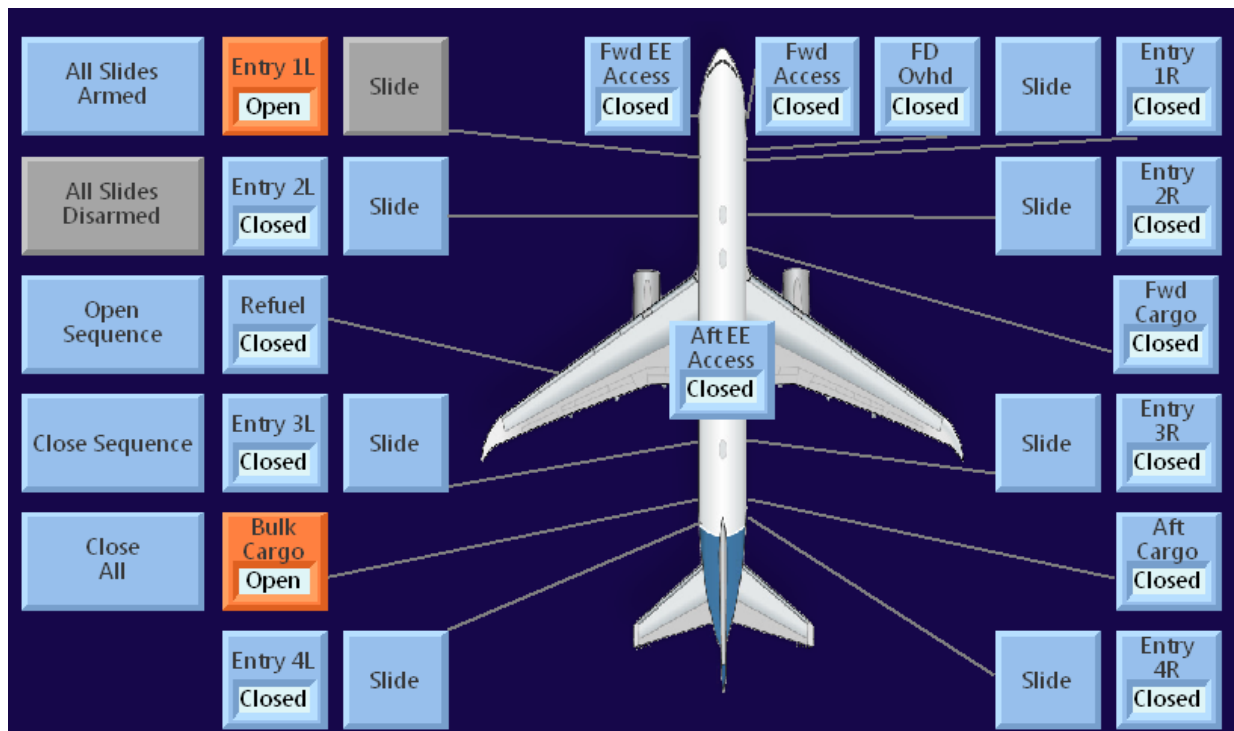 All Slides
Armed
Entry 1L
Open
Slide
Fwd EE
Access
Closed
Fwd
Access
Closed
FD
Ovhd
Closed
Slide
Entry
1R
Closed
All Slides
Disarmed
Entry 2L
Closed
Slide
Slide
Entry
2R
Closed
Open
Sequence
Refuel
Closed
Aft EE
Access
Closed
Fwd
Cargo
Closed
Close Sequence
Entry 3L
Closed
Slide
Slide
Entry
3R
Closed
Close
All
Bulk
Cargo
Open
Aft
Cargo
Closed
Entry 4L
Closed
Slide
Slide
Entry
4R
Closed